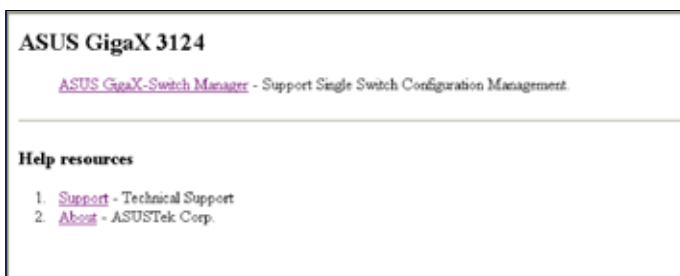 ASUS GigaX 3124
ASUS GigaX-Switch Manager - Support Single Switch Configuration Management.
Help resources
1. Support - Technical Support
2. About - ASUSTek Corp.